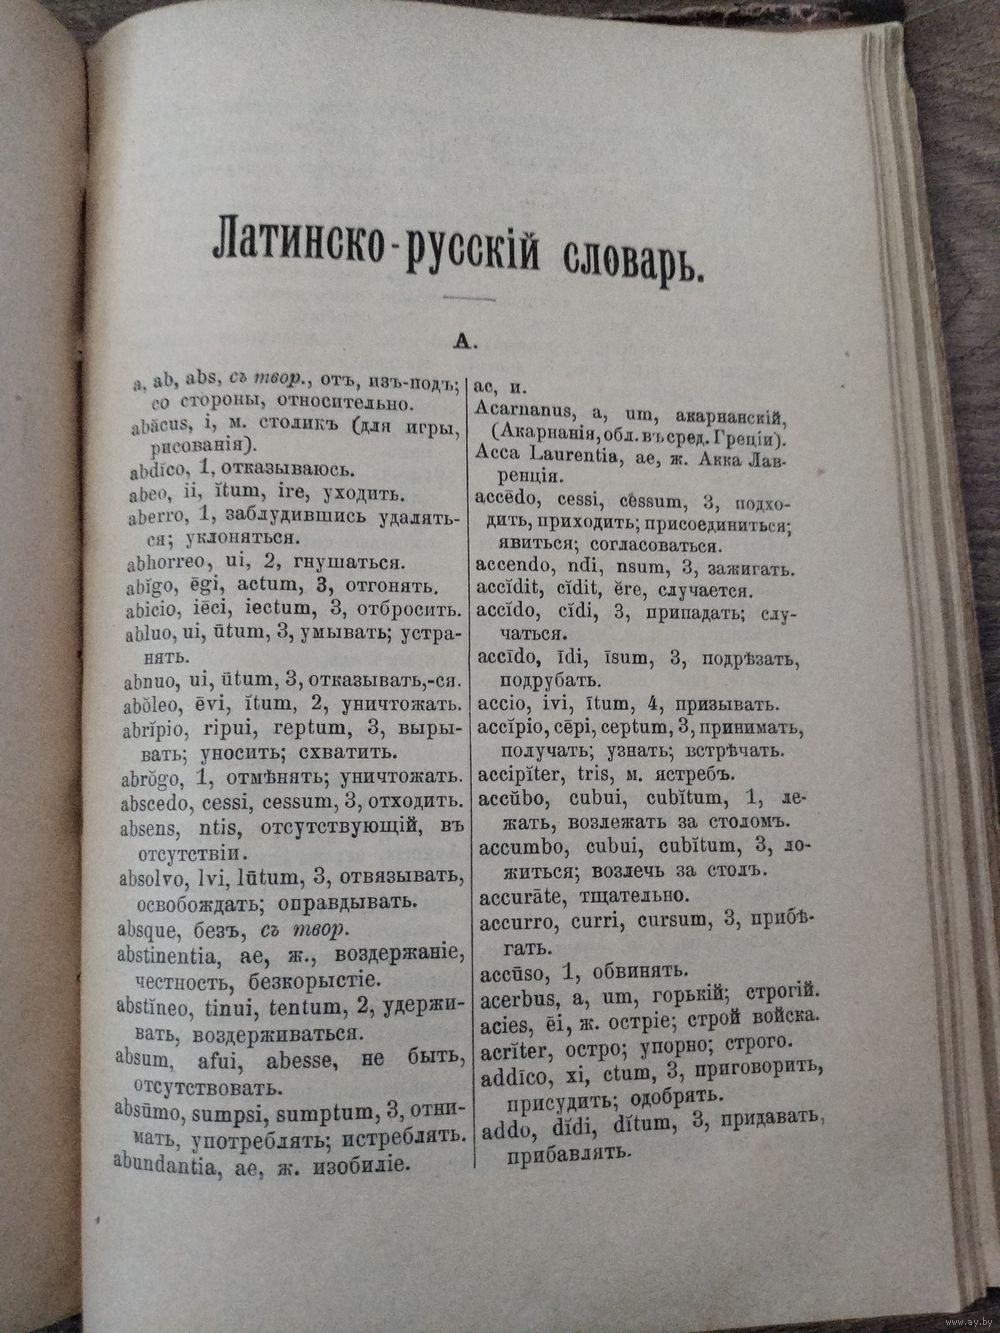 Латинско-русскій словарь.
A.
a, ab, abs, съ твор., отъ, изъ-подъ;
со стороны, относительно.
abăcus, i, м. столикъ (для игры,
рисованія).
abdĭco, 1, отказываюсь.
abeo, ii, ĭtum, ire, уходить.
aberro, 1, заблудившись удалять-
ся; уклоняться.
abhorreo, ui, 2, гнушаться.
abĭgo, ēgi, actum, 3, отгонять.
abicio, iēci, iectum, 3, отбросить.
abluo, ui, ūtum, 3, умывать; устра-
нять.
abnuo, ui, ūtum, 3, отказывать,-ся.
abŏleo, ēvi, ĭtum, 2, уничтожать.
abrĭpio, ripui, reptum, 3, выры-
вать; уносить; схватить.
abrŏgo, 1, отмѣнять; уничтожать.
abscedo, cessi, cessum, 3, отходить.
absens, ntis, отсутствующій, въ
отсутствіи.
absolvo, lvi, lūtum, 3, отвязывать,
освобождать; оправдывать.
absque, безъ, съ твор.
abstinentia, ae, ж., воздержаніе,
честность, безкорыстіе.
abstĭneo, tinui, tentum, 2, удержи-
вать, воздерживаться.
absum, afui, abesse, не быть,
отсутствовать.
absūmo, sumpsi, sumptum, 3, отни-
мать, употреблять; истреблять.
abundantia, ae, ж. изобиліе.
ac, и.
Acarnanus, a, um, акарнанскій,
(Акарнанія, обл. въ сред. Греціи).
Acca Laurentia, ae, ж. Акка Лав-
ренція.
accēdo, cessi, cessum, 3, подхо-
дить, приходить; присоединиться;
явиться; согласоваться.
accendo, ndi, nsum, 3, зажигать.
accĭdit, cĭdit, ĕre, случается.
accĭdo, cĭdi, 3, припадать; слу-
чаться.
accīdo, īdi, īsum, 3, подрѣзать,
подрубать.
accio, ivi, ītum, 4, призывать.
accĭpio, cēpi, ceptum, 3, принимать,
получать; узнать; встрѣчать.
accipĭter, tris, м. ястребъ.
accŭbo, cubui, cubĭtum, 1, ле-
жать, возлежать за столомъ.
accumbo, cubui, cubĭtum, 3, ло-
житься; возлечь за столъ.
accurāte, тщательно.
accurro, curri, cursum, 3, прибѣ-
гать.
accūso, 1, обвинять.
acerbus, a, um, горькій; строгій.
acies, ēi, ж. остріе; строй войска.
acrĭter, остро; упорно; строго.
addīco, xi, ctum, 3, приговорить,
присудить; одобрять.
addo, dĭdi, dĭtum, 3, придавать,
прибавлять.
www.ay.by